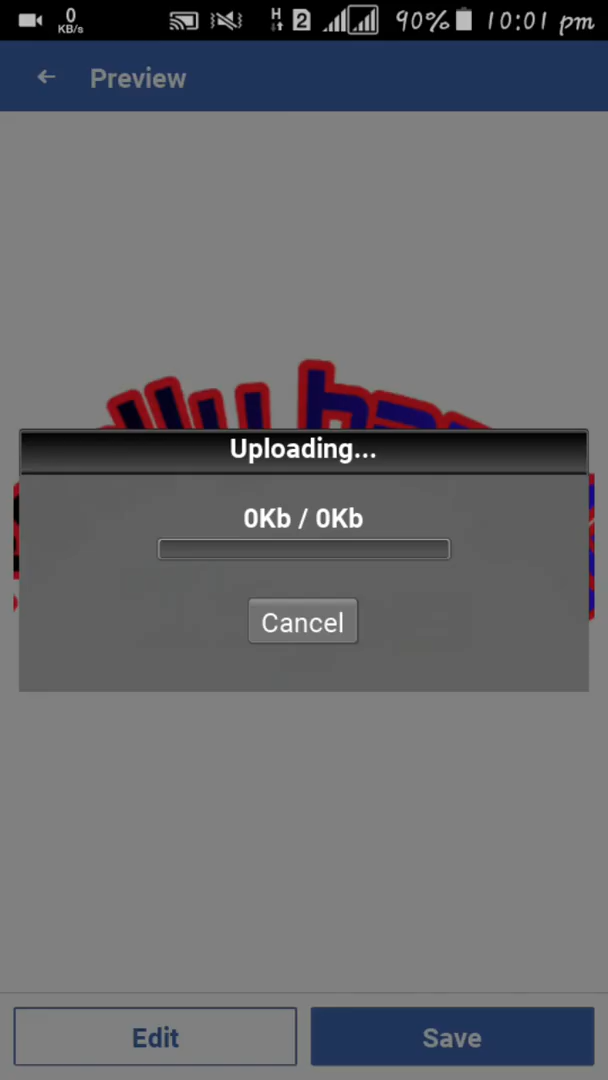 0
KB/s
H
2
90%
10:01 pm
Preview
Uploading...
0Kb / 0Kb
Cancel
Edit
Save